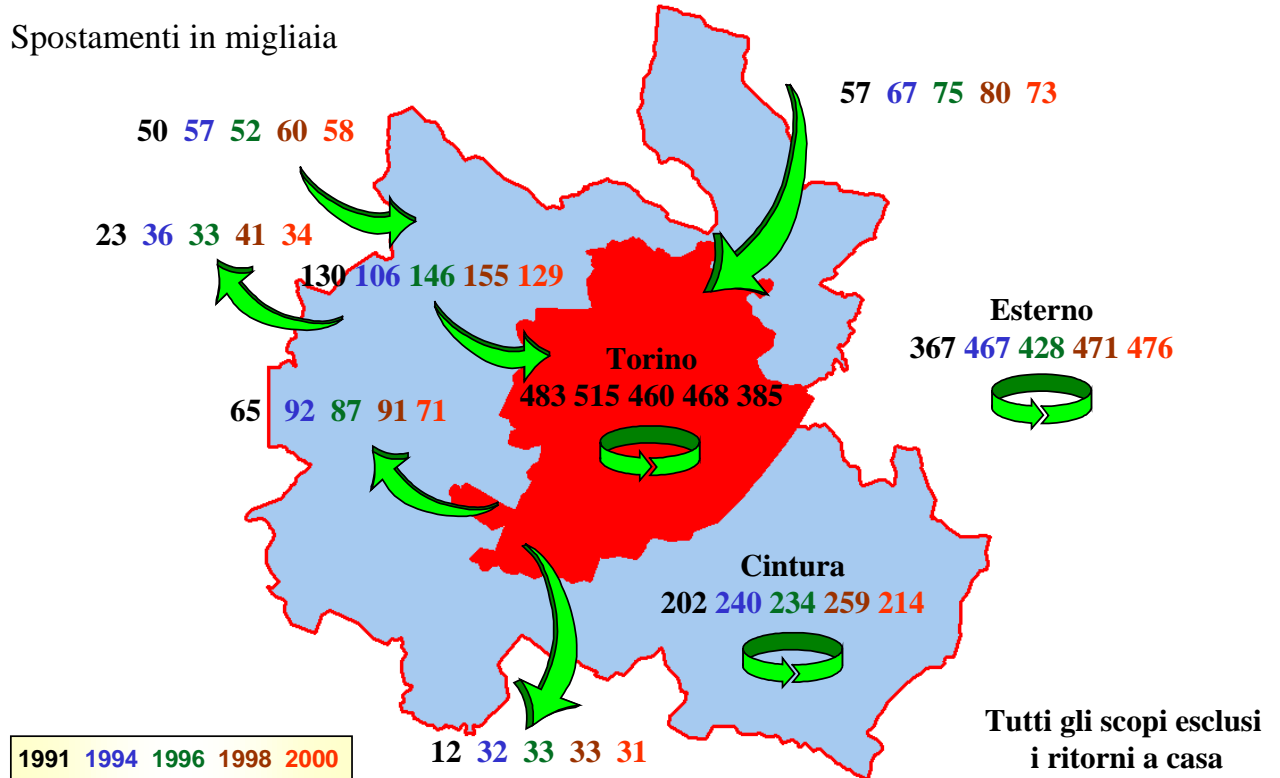 Spostamenti in migliaia
57 67 75 80 73
50 57 52 60 58
23 36 33 41 34
130 106 146 155 129
Esterno
367 467 428 471 476
Torino
483 515 460 468 385
65 92 87 91 71
Cintura
202 240 234 259 214
12 32 33 33 31
Tutti gli scopi esclusi
i ritorni a casa
1991 1994 1996 1998 2000